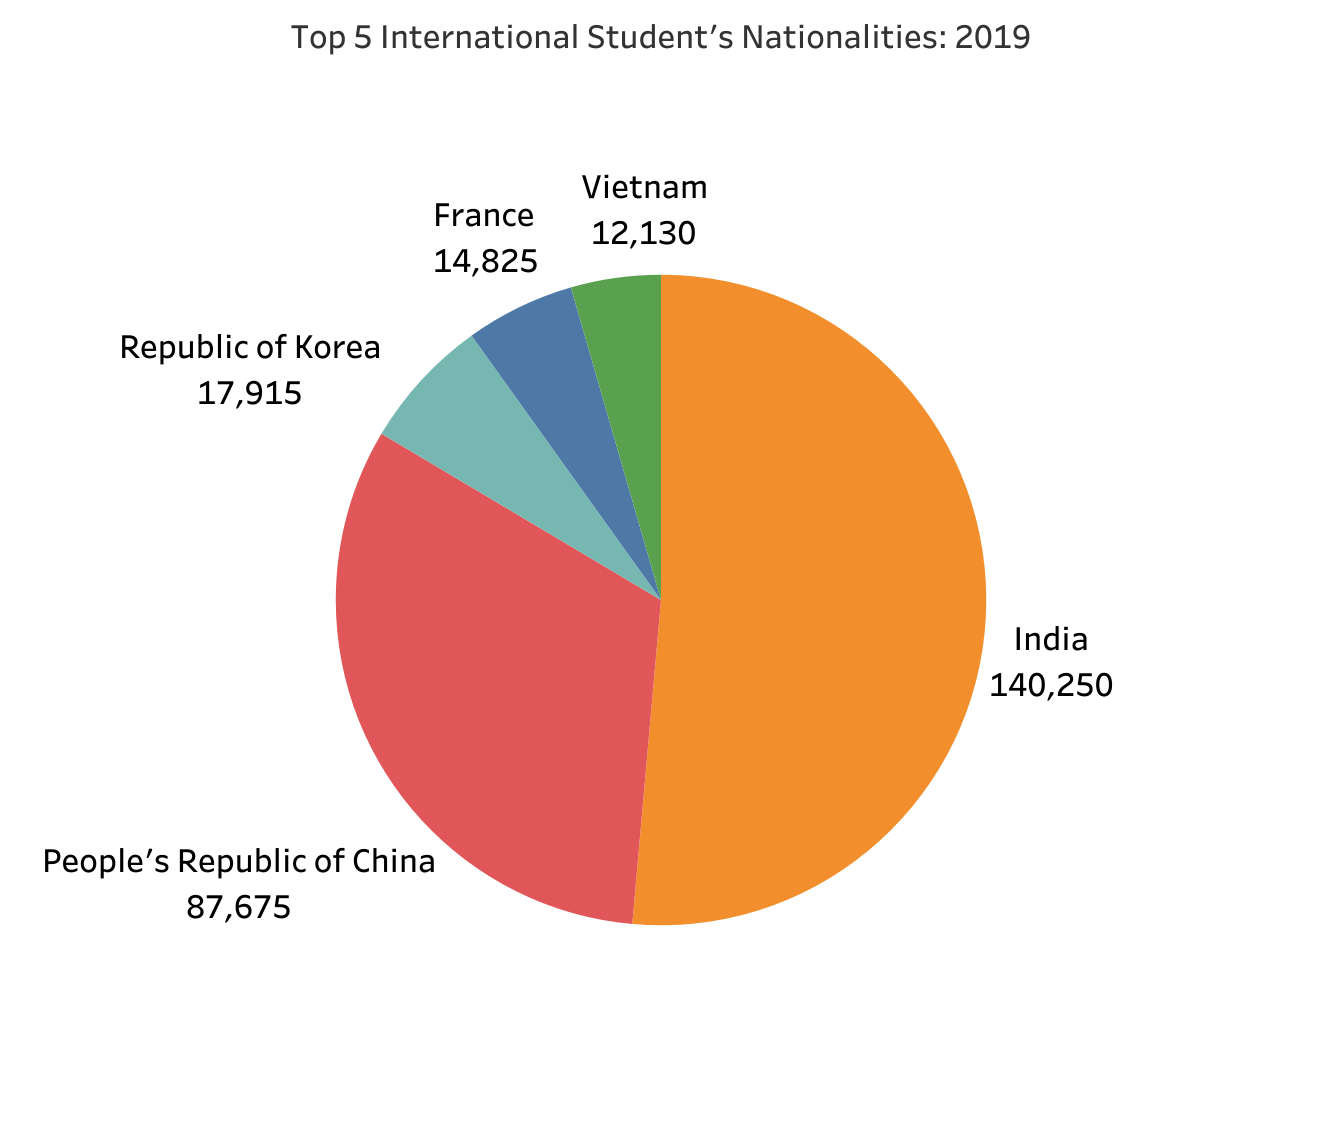 Top 5 International Student’s Nationalities: 2019
Vietnam
12,130
France
14,825
Republic of Korea
17,915
India
140,250
People’s Republic of China
87,675